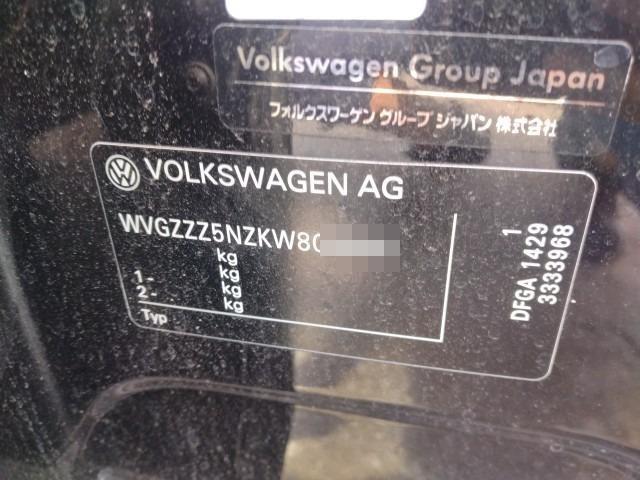 Volkswagen Group Japan
フォルクスワーゲン グループ ジャパン 株式会社
VOLKSWAGEN AG
WVGZZZ5NZKW8
kg
1- kg
2- kg
kg
Typ
1
DFGA 1429
3333968